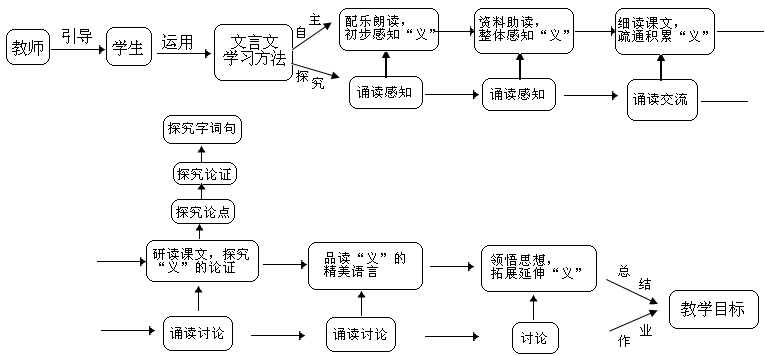 教师
引导
学生
运用
文言文
学习方法
自主
探究
配乐朗读，
初步感知“义”
资料助读，
整体感知“义”
细读课文，
疏通积累“义”
诵读感知
诵读感知
诵读交流
探究字词句
探究论证
探究论点
研读课文，探究
“义”的论证
品读“义”的
精美语言
领悟思想，
拓展延伸“义”
总结
作业
教学目标
诵读讨论
诵读讨论
讨论